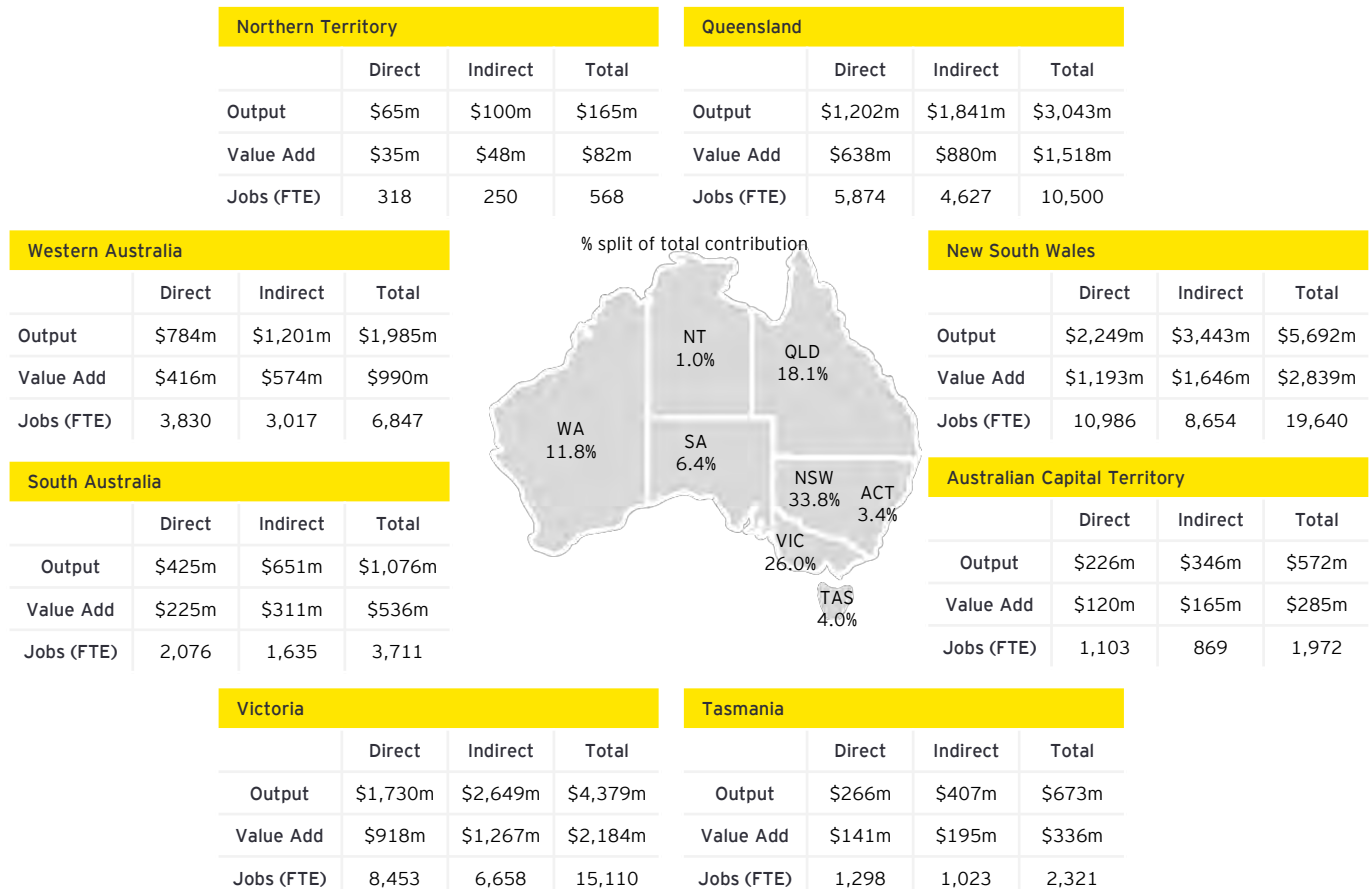 Northern Territory
Direct Indirect Total
Output $65m $100m $165m
Value Add $35m $48m $82m
Jobs (FTE) 318 250 568
Queensland
Direct Indirect Total
Output $1,202m $1,841m $3,043m
Value Add $638m $880m $1,518m
Jobs (FTE) 5,874 4,627 10,500
Western Australia
Direct Indirect Total
Output $784m $1,201m $1,985m
Value Add $416m $574m $990m
Jobs (FTE) 3,830 3,017 6,847
South Australia
Direct Indirect Total
Output $425m $651m $1,076m
Value Add $225m $311m $536m
Jobs (FTE) 2,076 1,635 3,711
% split of total contribution
NT
1.0%
QLD
18.1%
WA
11.8%
SA
6.4%
NSW
33.8%
ACT
3.4%
VIC
26.0%
TAS
4.0%
New South Wales
Direct Indirect Total
Output $2,249m $3,443m $5,692m
Value Add $1,193m $1,646m $2,839m
Jobs (FTE) 10,986 8,654 19,640
Australian Capital Territory
Direct Indirect Total
Output $226m $346m $572m
Value Add $120m $165m $285m
Jobs (FTE) 1,103 869 1,972
Victoria
Direct Indirect Total
Output $1,730m $2,649m $4,379m
Value Add $918m $1,267m $2,184m
Jobs (FTE) 8,453 6,658 15,110
Tasmania
Direct Indirect Total
Output $266m $407m $673m
Value Add $141m $195m $336m
Jobs (FTE) 1,298 1,023 2,321